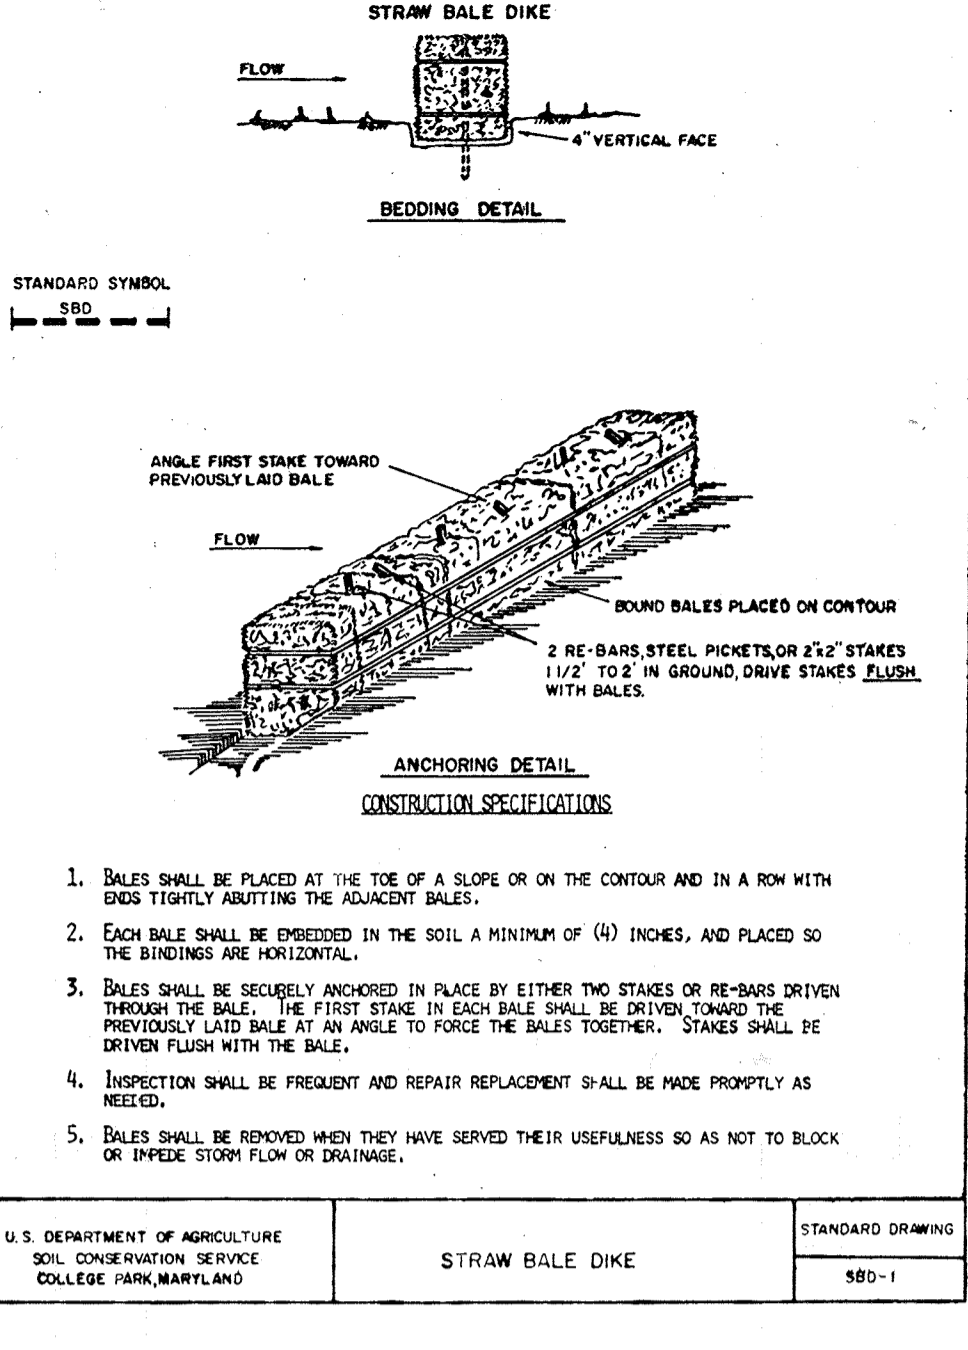 STRAW BALE DIKE
FLOW
4" VERTICAL FACE
BEDDING DETAIL
STANDARD SYMBOL
SBD
ANGLE FIRST STAKE TOWARD
PREVIOUSLY LAID BALE
FLOW
BOUND BALES PLACED ON CONTOUR
2 RE-BARS, STEEL PICKETS, OR 2"x2" STAKES
1 1/2' TO 2' IN GROUND, DRIVE STAKES FLUSH
WITH BALES.
ANCHORING DETAIL
CONSTRUCTION SPECIFICATIONS
1. BALES SHALL BE PLACED AT THE TOE OF A SLOPE OR ON THE CONTOUR AND IN A ROW WITH
ENDS TIGHTLY ABUTTING THE ADJACENT BALES.
2. EACH BALE SHALL BE EMBEDDED IN THE SOIL A MINIMUM OF (4) INCHES, AND PLACED SO
THE BINDINGS ARE HORIZONTAL.
3. BALES SHALL BE SECURELY ANCHORED IN PLACE BY EITHER TWO STAKES OR RE-BARS DRIVEN
THROUGH THE BALE. THE FIRST STAKE IN EACH BALE SHALL BE DRIVEN TOWARD THE
PREVIOUSLY LAID BALE AT AN ANGLE TO FORCE THE BALES TOGETHER. STAKES SHALL BE
DRIVEN FLUSH WITH THE BALE.
4. INSPECTION SHALL BE FREQUENT AND REPAIR REPLACEMENT SHALL BE MADE PROMPTLY AS
NEEDED.
5. BALES SHALL BE REMOVED WHEN THEY HAVE SERVED THEIR USEFULNESS SO AS NOT TO BLOCK
OR IMPEDE STORM FLOW OR DRAINAGE.
U.S. DEPARTMENT OF AGRICULTURE
SOIL CONSERVATION SERVICE
COLLEGE PARK, MARYLAND
STRAW BALE DIKE
STANDARD DRAWING
SBD-1